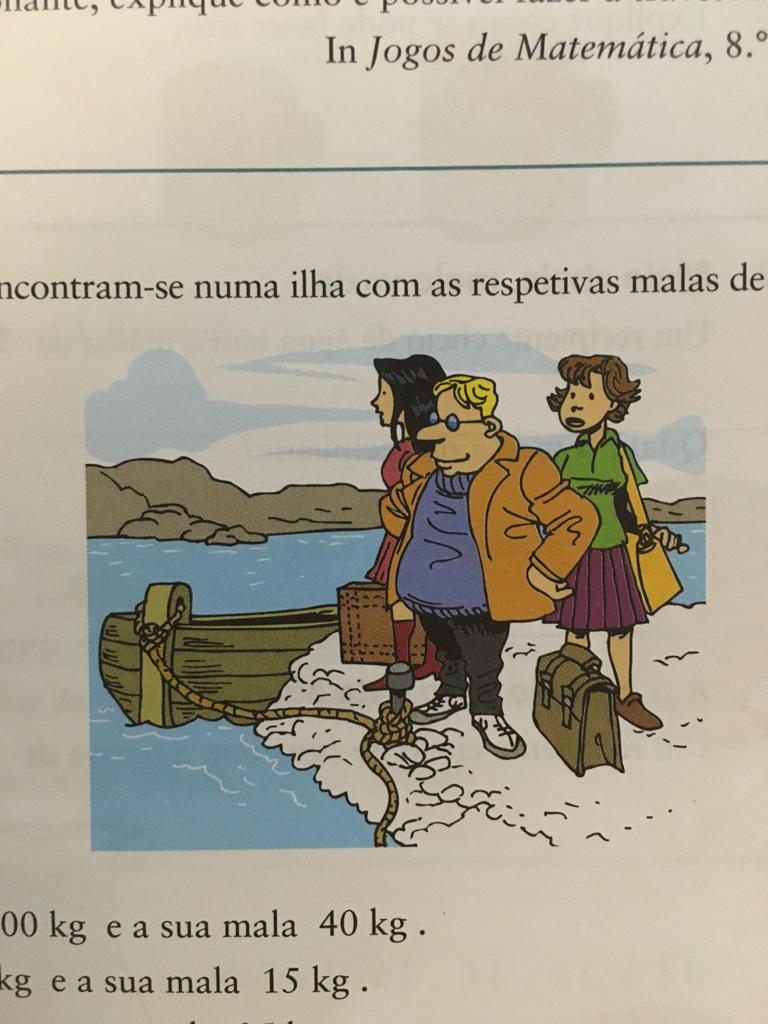 In Jogos de Matemática, 8.°
ncontram-se numa ilha com as respetivas malas de
00 kg e a sua mala 40 kg .
kg e a sua mala 15 kg .